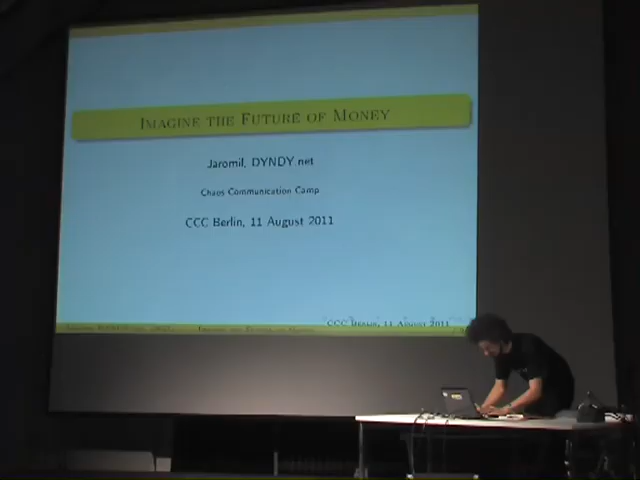 Imagine the Future of Money
Jaromil, DYNDY.net
Chaos Communication Camp
CCC Berlin, 11 August 2011
CCC Berlin, 11 August 2011